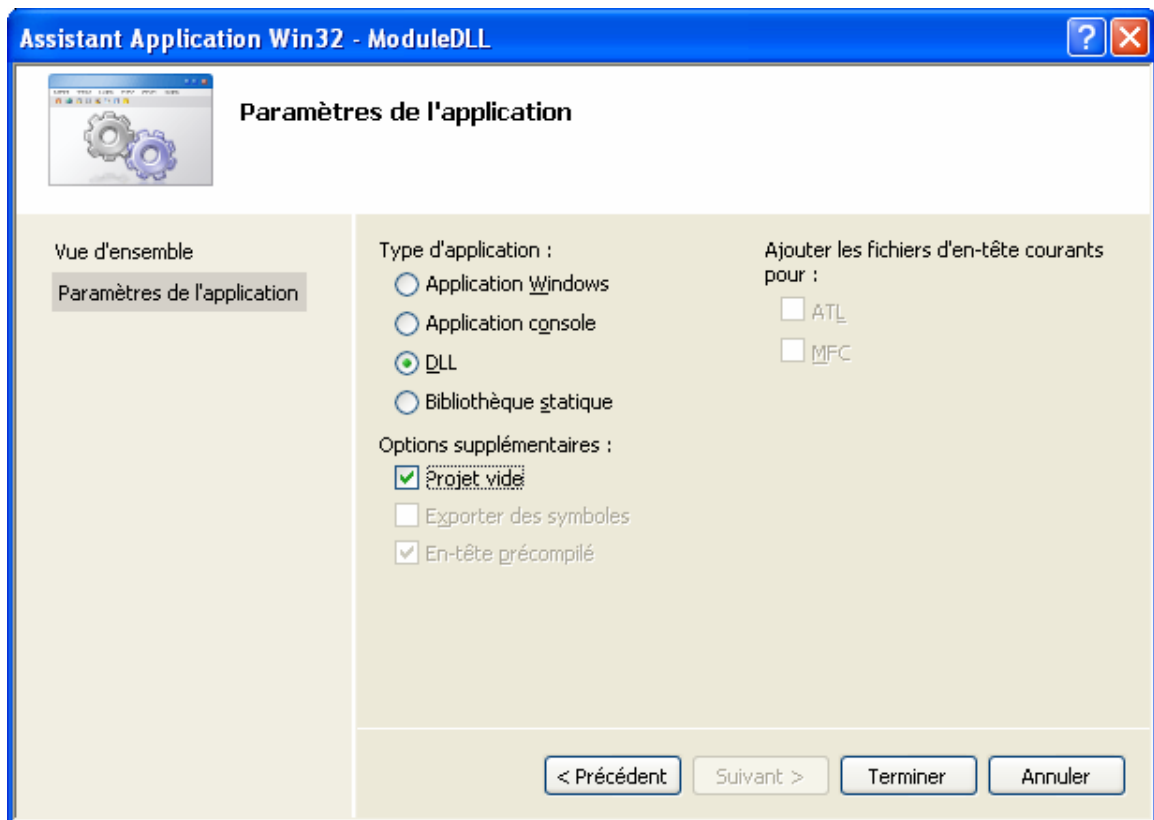 Assistant Application Win32 - ModuleDLL
Paramètres de l'application
Vue d'ensemble
Paramètres de l'application
Type d'application :
Application Windows
Application console
DLL
Bibliothèque statique
Options supplémentaires :
Projet vide
Exporter des symboles
En-tête précompilé
Ajouter les fichiers d'en-tête courants
pour :
ATL
MFC
< Précédent
Suivant >
Terminer
Annuler